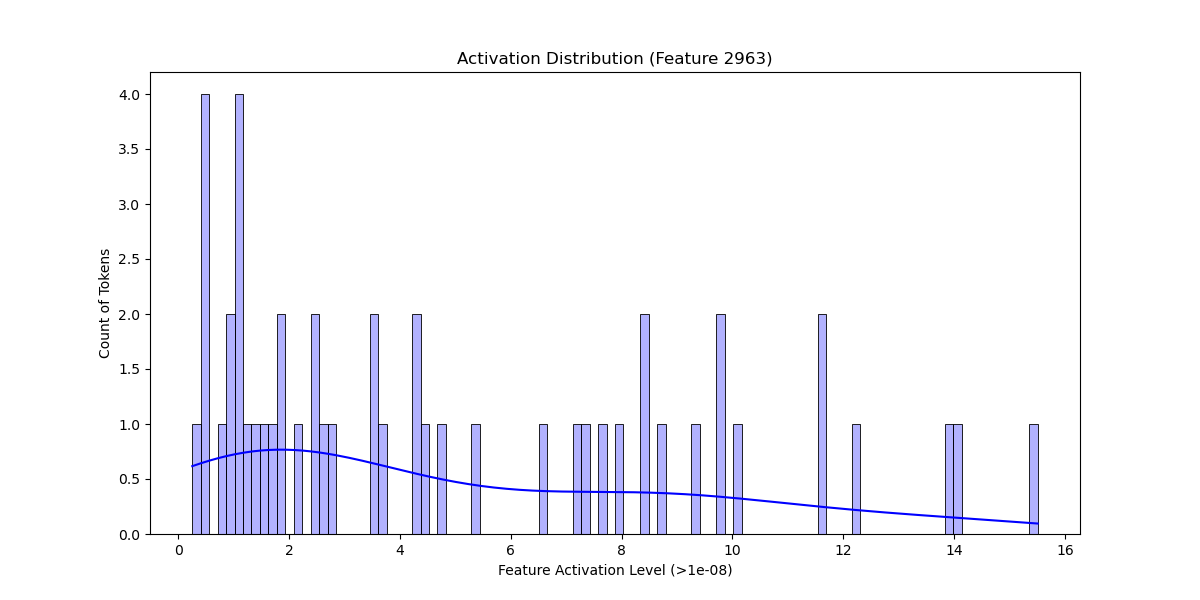 Activation Distribution (Feature 2963)
Count of Tokens
4.0
3.5
3.0
2.5
2.0
1.5
1.0
0.5
0.0
0 2 4 6 8 10 12 14 16
Feature Activation Level (>1e-08)